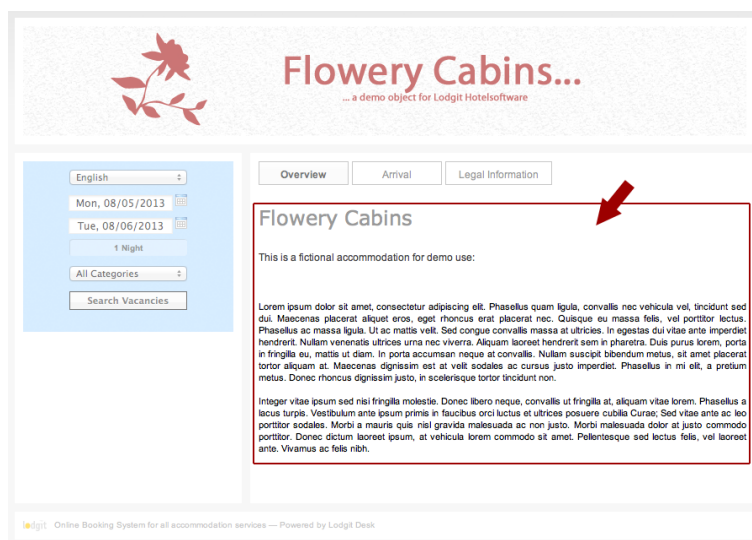 Flowery Cabins...
... a demo object for Lodgit Hotelsoftware
English
Mon, 08/05/2013
Tue, 08/06/2013
1 Night
All Categories
Search Vacancies
Overview Arrival Legal Information
Flowery Cabins
This is a fictional accommodation for demo use:
Lorem ipsum dolor sit amet, consectetur adipiscing elit. Phasellus quam ligula, convallis nec vehicula vel, tincidunt sed
dui. Maecenas placerat aliquet eros, eget rhoncus erat placerat nec. Quisque eu massa felis, vel porttitor lectus.
Phasellus ac massa ligula. Ut ac mattis velit. Sed congue convallis massa at ultricies. In egestas dui vitae ante imperdiet
hendrerit. Nullam venenatis ultrices urna nec viverra. Aliquam laoreet hendrerit sem in pharetra. Duis purus lorem, porta
in fringilla eu, mattis ut diam. In porta accumsan neque at convallis. Nullam suscipit bibendum metus, sit amet placerat
tortor aliquam at. Maecenas dignissim est at velit sodales ac cursus justo imperdiet. Phasellus in mi elit, a pretium
metus. Donec rhoncus dignissim justo, in scelerisque tortor tincidunt non.
Integer vitae ipsum sed nisi fringilla molestie. Donec libero neque, convallis ut fringilla at, aliquam vitae lorem. Phasellus a
lacus turpis. Vestibulum ante ipsum primis in faucibus orci luctus et ultrices posuere cubilia Curae; Sed vitae ante ac leo
porttitor sodales. Morbi a mauris quis nisl gravida malesuada ac non justo. Morbi malesuada dolor at justo commodo
porttitor. Donec dictum laoreet ipsum, at vehicula lorem commodo sit amet. Pellentesque sed lectus felis, vel laoreet
ante. Vivamus ac felis nibh.
lodgit Online Booking System for all accommodation services — Powered by Lodgit Desk